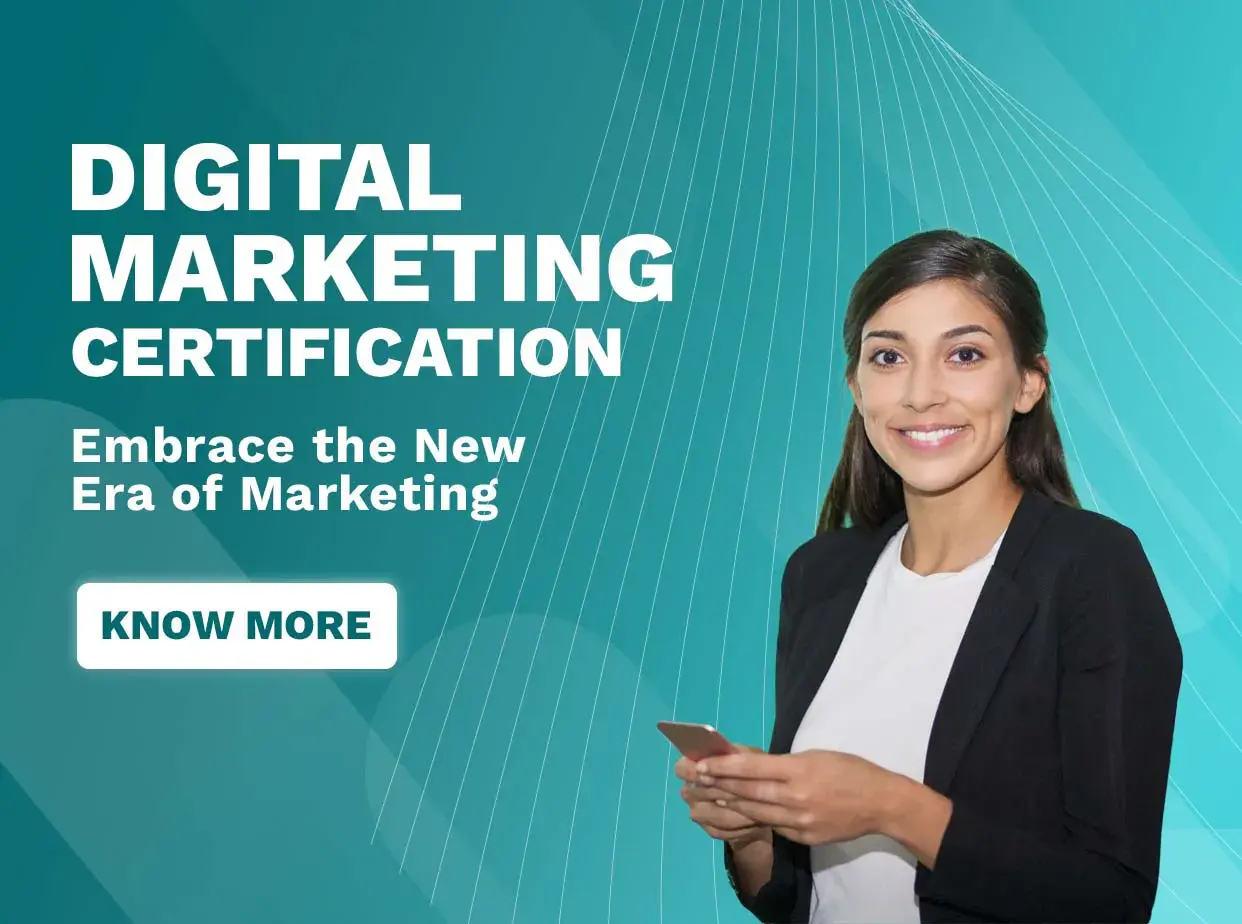 DIGITAL
MARKETING
CERTIFICATION
Embrace the New
Era of Marketing
KNOW MORE